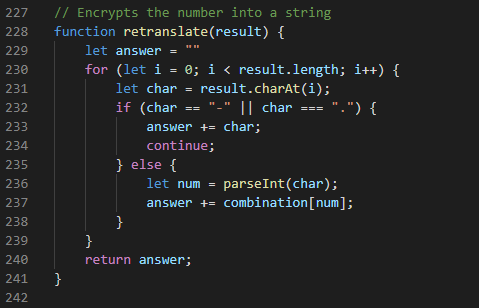 227 // Encrypts the number into a string
228 function retranslate(result) {
229     let answer = ""
230     for (let i = 0; i < result.length; i++) {
231         let char = result.charAt(i);
232         if (char == "-" || char === ".") {
233             answer += char;
234             continue;
235         } else {
236             let num = parseInt(char);
237             answer += combination[num];
238         }
239     }
240     return answer;
241 }
242